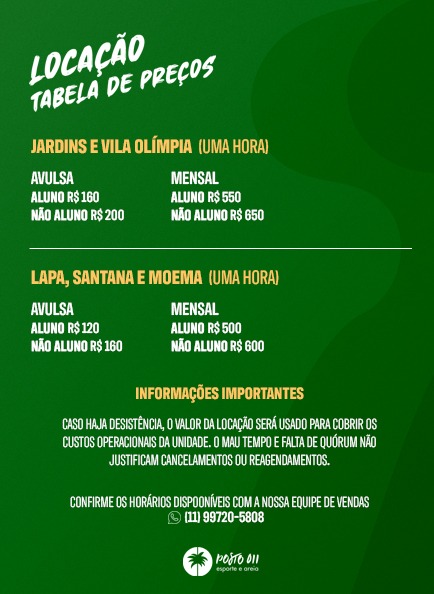 LOCAÇÃO
TABELA DE PREÇOS
JARDINS E VILA OLÍMPIA (UMA HORA)
AVULSA MENSAL
ALUNO R$ 160 ALUNO R$ 550
NÃO ALUNO R$ 200 NÃO ALUNO R$ 650
LAPA, SANTANA E MOEMA (UMA HORA)
AVULSA MENSAL
ALUNO R$ 120 ALUNO R$ 500
NÃO ALUNO R$ 160 NÃO ALUNO R$ 600
INFORMAÇÕES IMPORTANTES
CASO HAJA DESISTÊNCIA, O VALOR DA LOCAÇÃO SERÁ USADO PARA COBRIR OS
CUSTOS OPERACIONAIS DA UNIDADE. O MAU TEMPO E FALTA DE QUÓRUM NÃO
JUSTIFICAM CANCELAMENTOS OU REAGENDAMENTOS.
CONFIRME OS HORÁRIOS DISPOONÍVEIS COM A NOSSA EQUIPE DE VENDAS
(11) 99720-5808
POSTO 011
esporte e areia